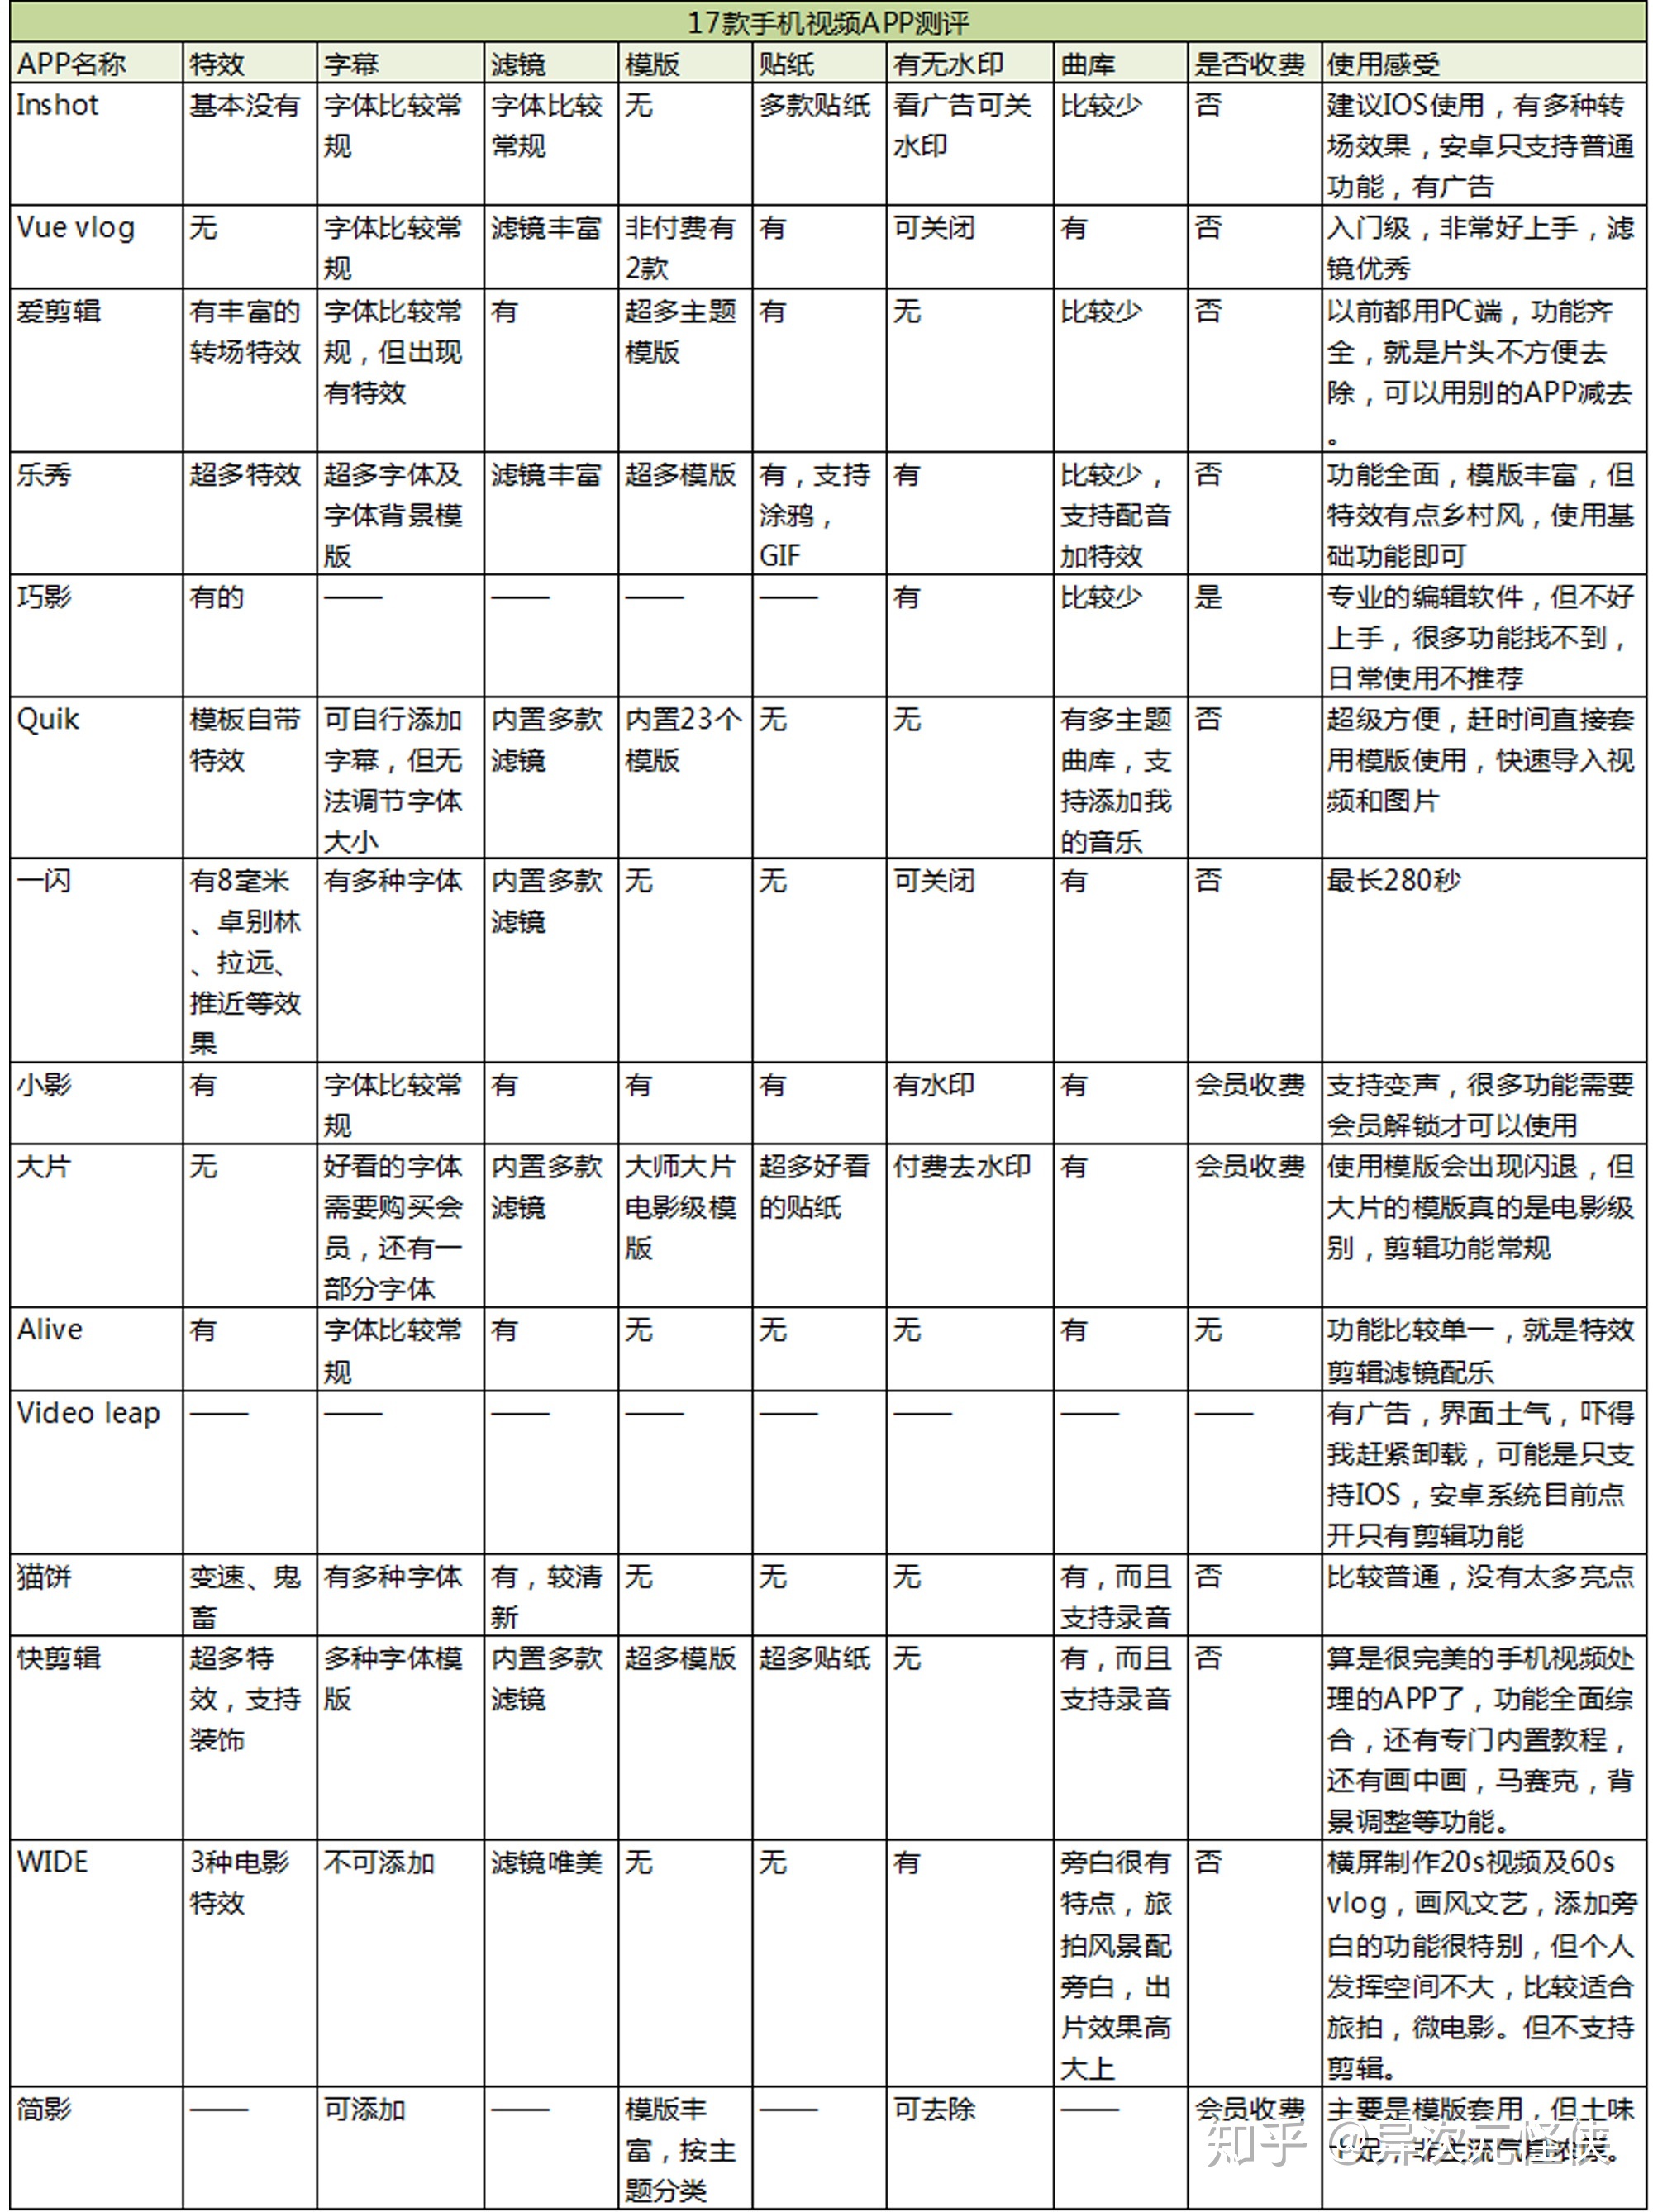 17款手机视频APP测评
APP名称 特效 字幕 滤镜 模版 贴纸 有无水印 曲库 是否收费 使用感受
Inshot 基本没有 字体比较常 字体比较 无 多款贴纸 看广告可关 比较少 否 建议IOS使用，有多种转
规 常规 水印 场效果，安卓只支持普通
功能，有广告
Vue vlog 无 字体比较常 滤镜丰富 非付费有 有 可关闭 有 否 入门级，非常好上手，滤
规 2款 镜优秀
爱剪辑 有丰富的 字体比较常 有 超多主题 有 无 比较少 否 以前都用PC端，功能齐
转场特效 规，但出现 模版 全，就是片头不方便去
有特效 除，可以用别的APP减去
。
乐秀 超多特效 超多字体及 滤镜丰富 超多模版 有，支持 有 比较少， 否 功能全面，模版丰富，但
字体背景模 涂鸦， 支持配音 特效有点乡村风，使用基
版 GIF 加特效 础功能即可
巧影 有的 —— —— —— —— 有 比较少 是 专业的编辑软件，但不好
上手，很多功能找不到，
日常使用不推荐
Quik 模板自带 可自行添加 内置多款 内置23个 无 无 有多主题 否 超级方便，赶时间直接套
特效 字幕，但无 滤镜 模版 曲库，支 用模版使用，快速导入视
法调节字体 持添加我 频和图片
大小 的音乐
一闪 有8毫米 有多种字体 内置多款 无 无 可关闭 有 否 最长280秒
、卓别林 滤镜
、拉远、
推近等效
果
小影 有 字体比较常 有 有 有 有水印 有 会员收费 支持变声，很多功能需要
规 会员解锁才可以使用
大片 无 好看的字体 内置多款 大师大片 超多好看 付费去水印 有 会员收费 使用模版会出现闪退，但
需要购买会 滤镜 电影级模 的贴纸 大片的模版真的是电影级
员，还有一 版 别，剪辑功能常规
部分字体
Alive 有 字体比较常 有 无 无 无 有 无 功能比较单一，就是特效
规 剪辑滤镜配乐
Video leap —— —— —— —— —— —— —— —— 有广告，界面土气，吓得
我赶紧卸载，可能是只支
持IOS，安卓系统目前点
开只有剪辑功能
猫饼 变速、鬼 有多种字体 有，较清 无 无 无 有，而且 否 比较普通，没有太多亮点
畜 新 支持录音
快剪辑 超多特 多种字体模 内置多款 超多模版 超多贴纸 无 有，而且 否 算是很完美的手机视频处
效，支持 版 滤镜 支持录音 理的APP了，功能全面综
装饰 合，还有专门内置教程，
还有画中画，马赛克，背
景调整等功能。
WIDE 3种电影 不可添加 滤镜唯美 无 无 有 旁白很有 否 横屏制作20s视频及60s
特效 特点，旅 vlog，画风文艺，添加旁
拍风景配 白的功能很特别，但个人
旁白，出 发挥空间不大，比较适合
片效果高 旅拍，微电影。但不支持
大上 剪辑。
简影 —— 可添加 —— 模版丰 —— 可去除 —— 会员收费 主要是模版套用，但土味
富，按主 十足，非主流气息浓厚。
题分类
知乎 @异次元怪侠